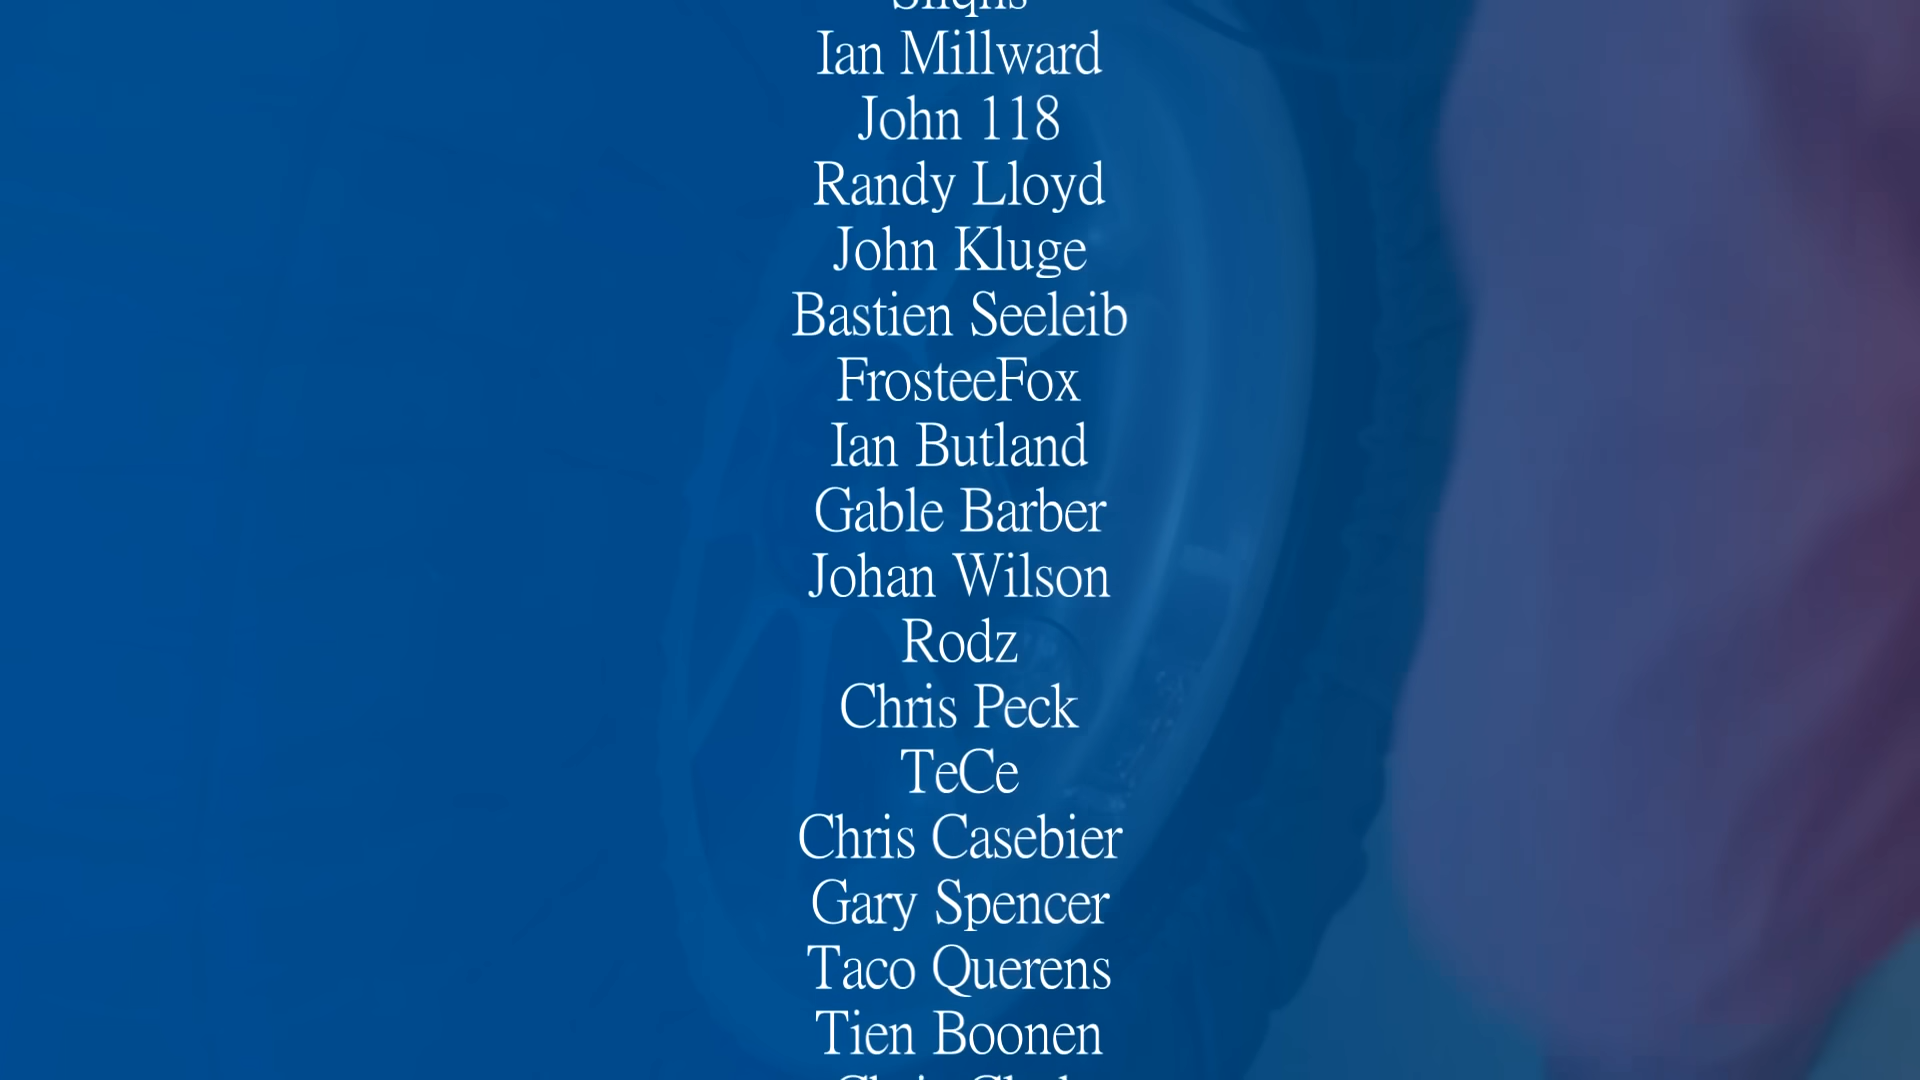 Ian Millward
John 118
Randy Lloyd
John Kluge
Bastien Seeleib
FrosteeFox
Ian Butland
Gable Barber
Johan Wilson
Rodz
Chris Peck
TeCe
Chris Casebier
Gary Spencer
Taco Querens
Tien Boonen